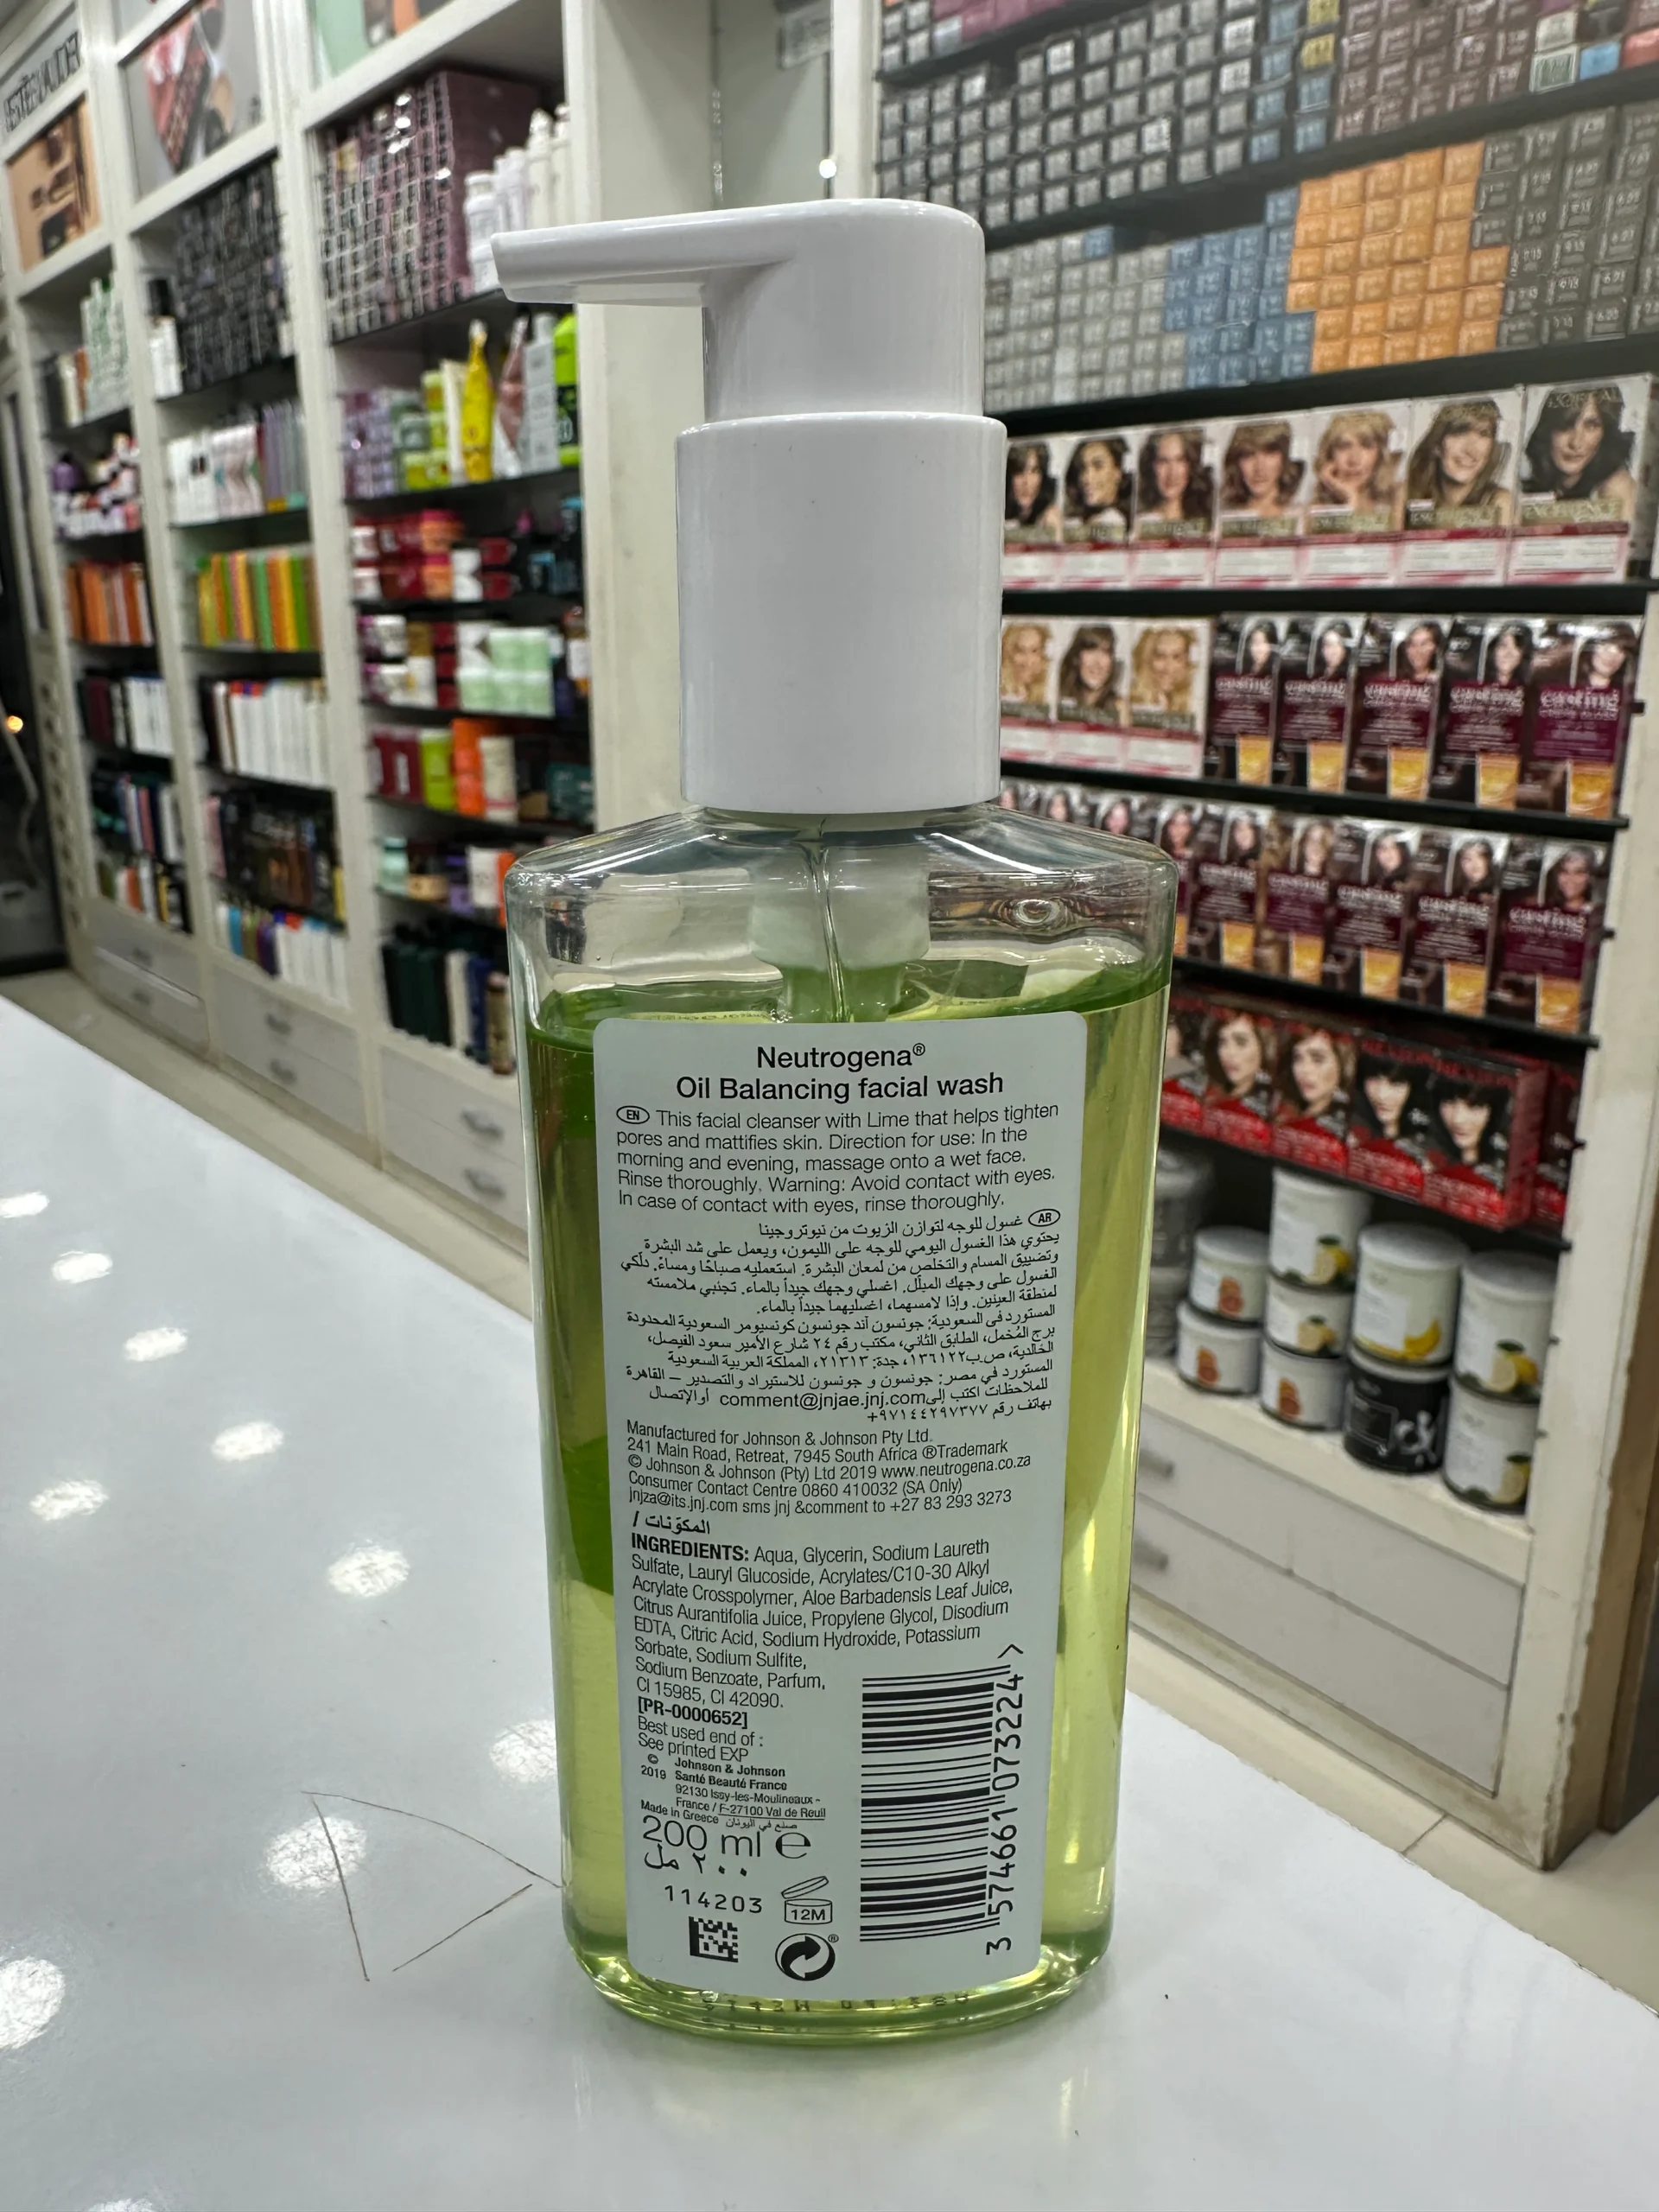 Neutrogena®
Oil Balancing facial wash
EN This facial cleanser with Lime that helps tighten
pores and mattifies skin. Direction for use: In the
morning and evening, massage onto a wet face.
Rinse thoroughly. Warning: Avoid contact with eyes.
In case of contact with eyes, rinse thoroughly.
AR غسول للوجه لتوازن الزيوت من نيوتروجينا
يحتوي هذا الغسول اليومي للوجه على الليمون، ويعمل على شد البشرة
وتضييق المسام والتخلص من لمعان البشرة. استعمليه صباحًا ومساءً. دلّكي
الغسول على وجهك المبلّل. اغسلي وجهك جيداً بالماء. تجنبي ملامسته
لمنطقة العينين. وإذا لامسهما، اغسليهما جيداً بالماء.
المستورد في السعودية: جونسون آند جونسون كونسيومر السعودية المحدودة
برج المُخمل، الطابق الثاني، مكتب رقم ٢٤ شارع الأمير سعود الفيصل،
الخالدية، ص.ب١٣٦١٢٢، جدة: ٢١٣١٣، المملكة العربية السعودية
المستورد في مصر: جونسون و جونسون للاستيراد والتصدير – القاهرة
للملاحظات اكتب إلى comment@jnjae.jnj.com أو الإتصال
بهاتف رقم ٩٧١٤٤٢٩٧٣٧٧+
Manufactured for Johnson & Johnson Pty Ltd.
241 Main Road, Retreat, 7945 South Africa ®Trademark
© Johnson & Johnson (Pty) Ltd 2019 www.neutrogena.co.za
Consumer Contact Centre 0860 410032 (SA Only)
jnjza@its.jnj.com sms jnj &comment to +27 83 293 3273
المكوّنات /
INGREDIENTS: Aqua, Glycerin, Sodium Laureth
Sulfate, Lauryl Glucoside, Acrylates/C10-30 Alkyl
Acrylate Crosspolymer, Aloe Barbadensis Leaf Juice,
Citrus Aurantifolia Juice, Propylene Glycol, Disodium
EDTA, Citric Acid, Sodium Hydroxide, Potassium
Sorbate, Sodium Sulfite,
Sodium Benzoate, Parfum,
CI 15985, CI 42090.
[PR-0000652]
Best used end of :
See printed EXP
© Johnson & Johnson
2019 Santé Beauté France
92130 Issy-les-Moulineaux -
France / F-27100 Val de Reuil
Made in Greece صنع في اليونان
200 ml e
٢٠٠ مل
114203
12M
3 574661 073224 >